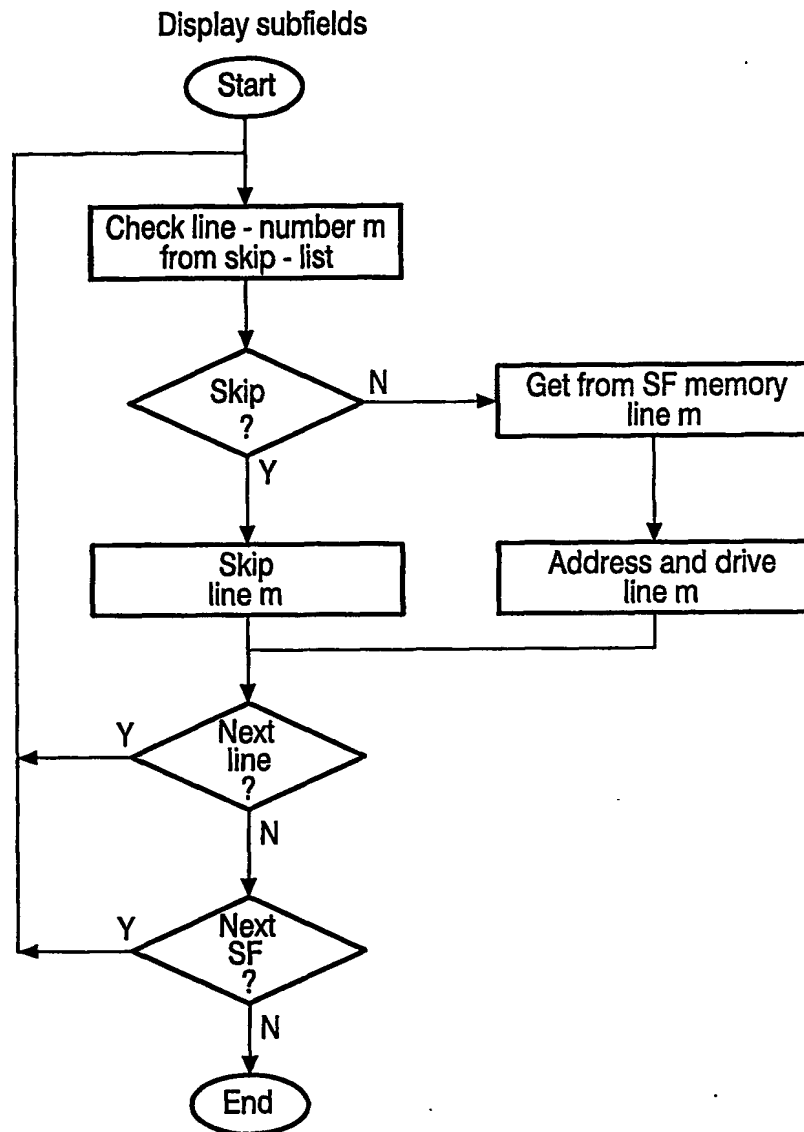 Display subfields
Start
Check line - number m
from skip - list
Skip
?
N
Y
Get from SF memory
line m
Skip
line m
Address and drive
line m
Next
line
?
Y
N
Next
SF
?
Y
N
End